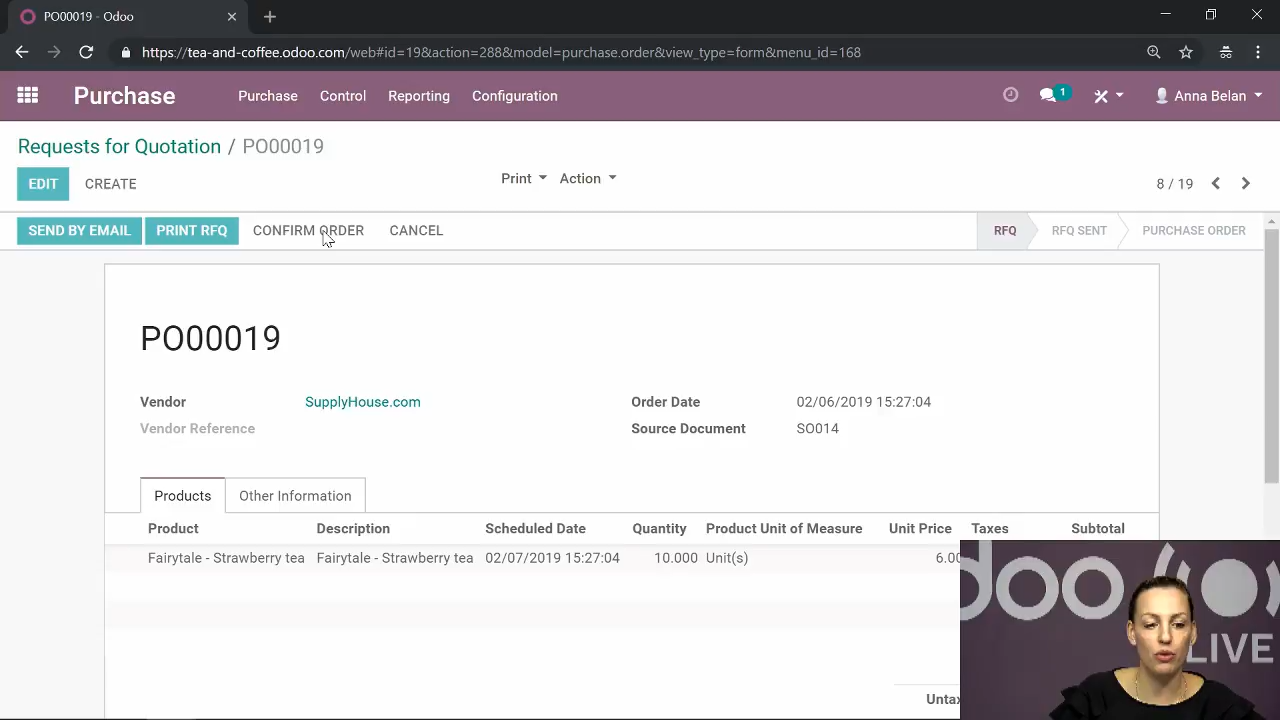 PO00019 - Odoo
https://tea-and-coffee.odoo.com/web#id=19&action=288&model=purchase.order&view_type=form&menu_id=168
Purchase Purchase Control Reporting Configuration 1 Anna Belan
Requests for Quotation / PO00019
EDIT CREATE Print Action 8 / 19
SEND BY EMAIL PRINT RFQ CONFIRM ORDER CANCEL RFQ RFQ SENT PURCHASE ORDER
PO00019
Vendor SupplyHouse.com Order Date 02/06/2019 15:27:04
Vendor Reference Source Document SO014
Products Other Information
Product Description Scheduled Date Quantity Product Unit of Measure Unit Price Taxes Subtotal
Fairytale - Strawberry tea Fairytale - Strawberry tea 02/07/2019 15:27:04 10.000 Unit(s) 6.00
doo
LIVE
Untax